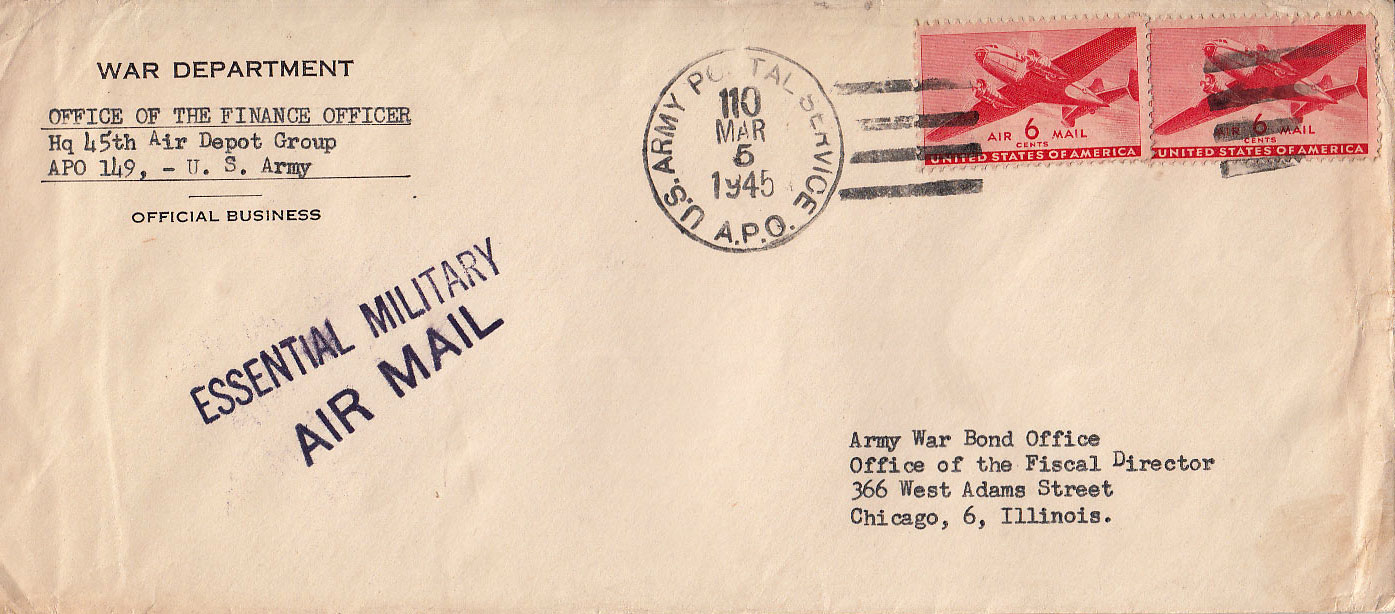 WAR DEPARTMENT
OFFICE OF THE FINANCE OFFICER
Hq 45th Air Depot Group
APO 149, - U. S. Army
OFFICIAL BUSINESS
U.S. ARMY POSTAL SERVICE
110
MAR
5
1945
A.P.O.
AIR 6 MAIL
CENTS
UNITED STATES OF AMERICA
AIR 6 MAIL
CENTS
UNITED STATES OF AMERICA
ESSENTIAL MILITARY
AIR MAIL
Army War Bond Office
Office of the Fiscal Director
366 West Adams Street
Chicago, 6, Illinois.